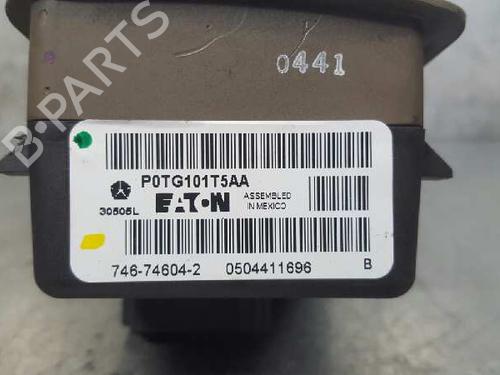 0441
P0TG101T5AA
30505L
EATON
ASSEMBLED
IN MEXICO
746-74604-2
0504411696
B
B-PARTS